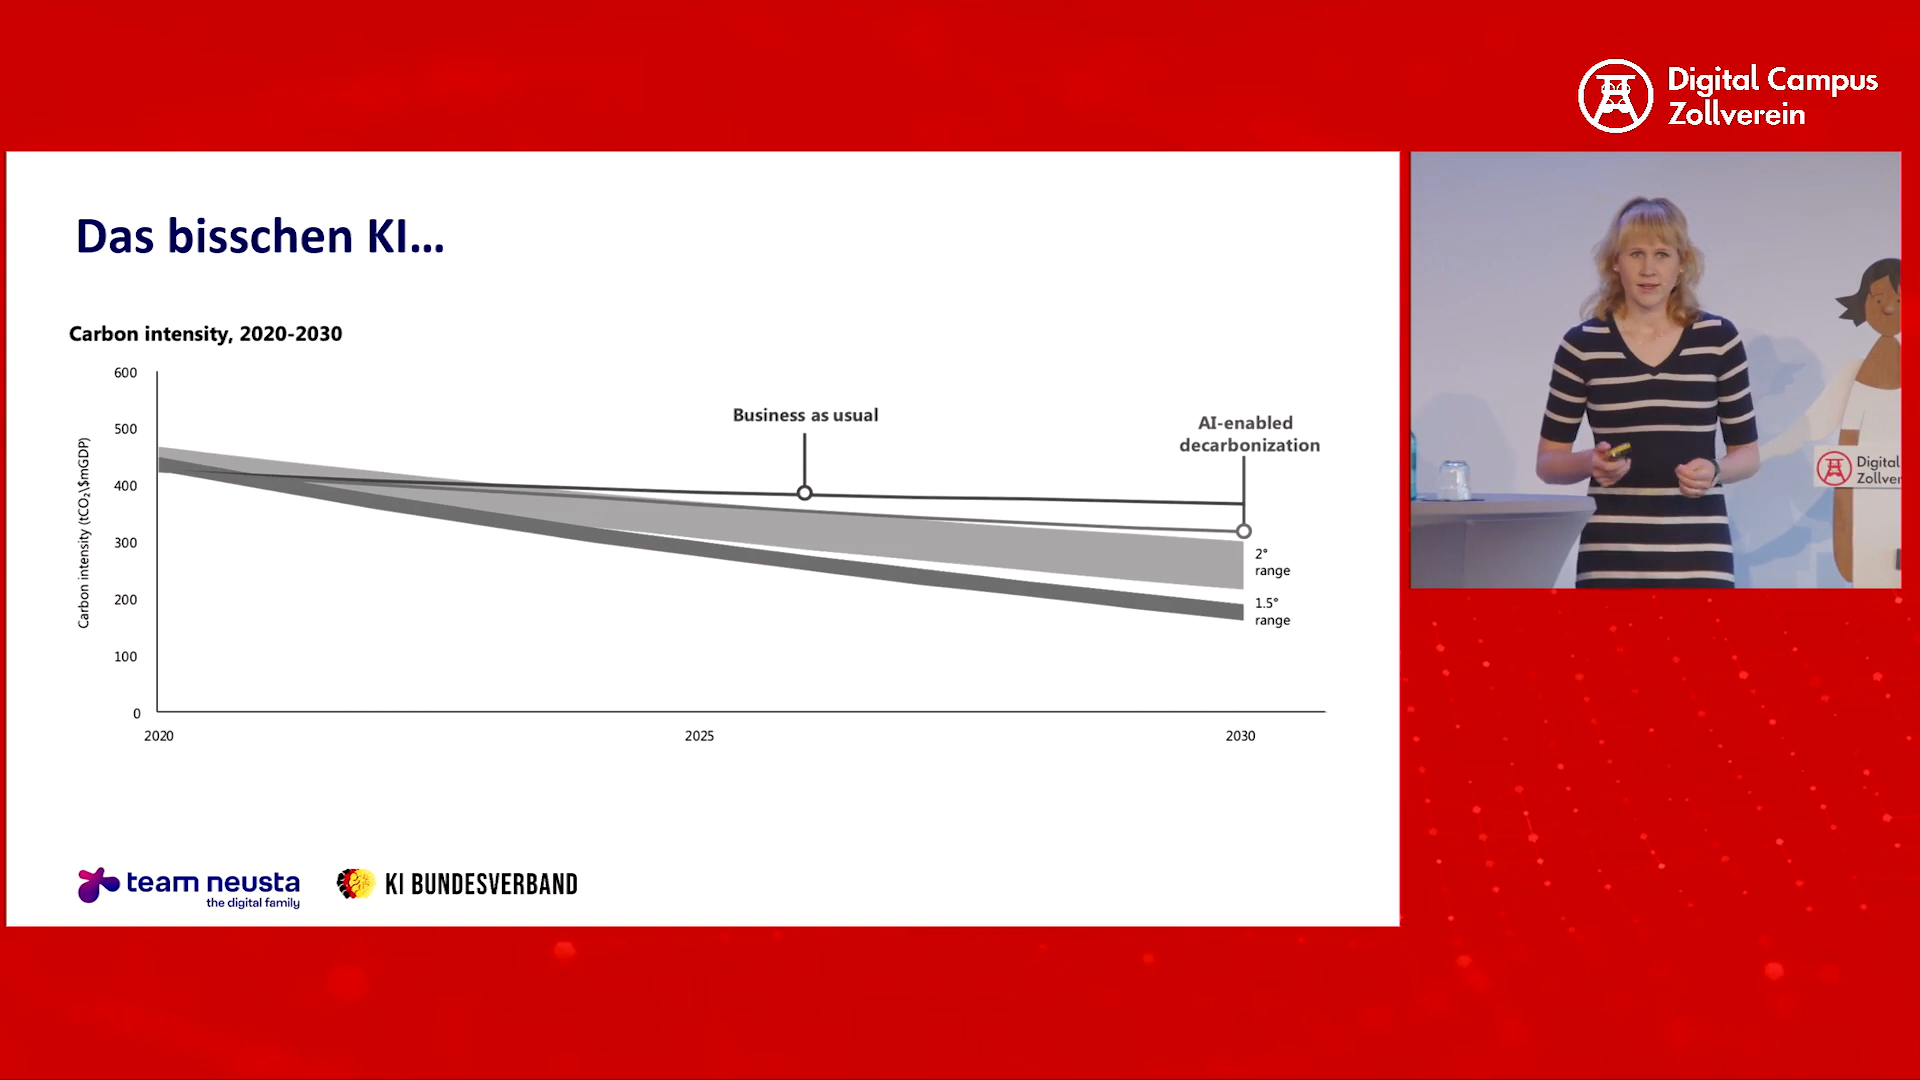 Digital Campus
Zollverein
Das bisschen KI...
Carbon intensity, 2020-2030
Carbon intensity (tCO₂\$mGDP)
600
500
400
300
200
100
0
2020
2025
2030
Business as usual
AI-enabled
decarbonization
2°
range
1.5°
range
team neusta
the digital family
KI BUNDESVERBAND
Digital